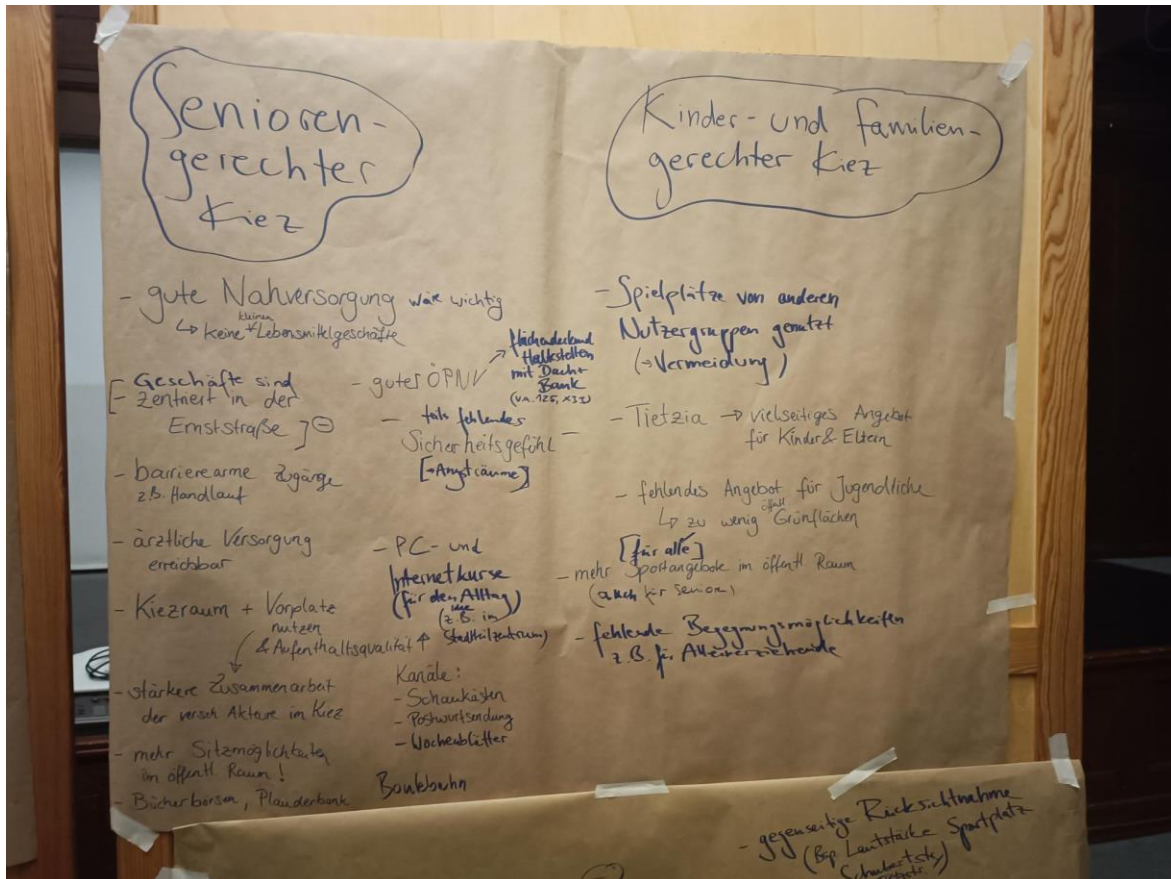 Senioren-
gerechter
Kiez
- gute Nahversorgung wäre wichtig
↳ keine kleinen Lebensmittelgeschäfte
[- Geschäfte sind
- zentriert in der
Ernststraße ] ⊖
- barrierearme Zugänge
z.B. Handlauf
- ärztliche Versorgung
erreichbar
- Kiezraum + Vorplatz
nutzen
& Aufenthaltsqualität ↑
- stärkere Zusammenarbeit
der versch Akteure im Kiez
- mehr Sitzmöglichkeiten
im öffentl Raum!
- Bücherbörsen, Plauderbank
- guter ÖPNV
flächendeckend
Haltestellen
mit Dach +
Bank
(v.a. 125, X33)
- teils fehlendes
Sicherheitsgefühl -
[→ Angsträume]
- PC- und
Internetkurse
(für den Alltag)
(z.B. im
Stadtteilzentrum)
Kanäle:
- Schaukästen
- Postwurfsendung
- Wochenblätter
Kinder- und familien-
gerechter Kiez
- Spielplätze von anderen
Nutzergruppen genutzt
(→ Vermeidung)
- Tietzia → vielseitiges Angebot
für Kinder & Eltern
- fehlendes Angebot für Jugendliche
↳ zu wenig öffentl Grünflächen
[für alle]
- mehr Sportangebote im öffentl Raum
(auch für Senior.)
- fehlende Begegnungsmöglichkeiten
z.B. für Alleinerziehende
- gegenseitige Rücksichtnahme
(Bsp Lautstärke Sportplatz